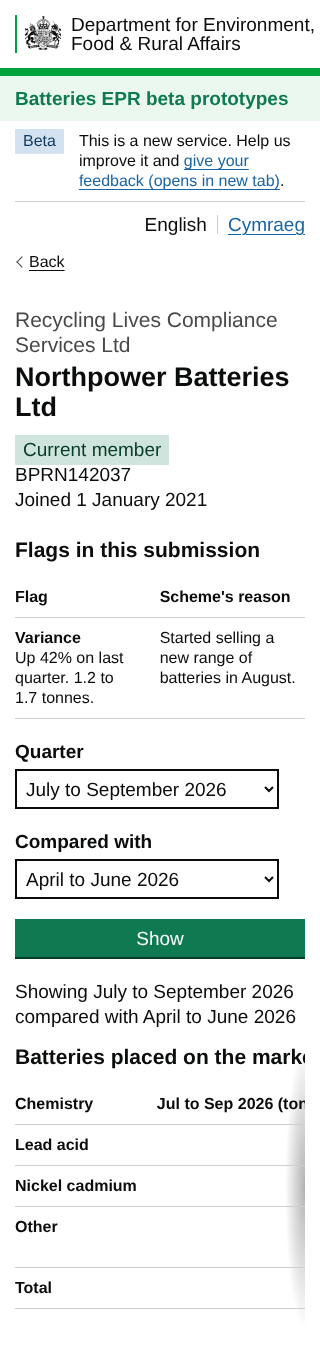 Department for Environment,
Food & Rural Affairs
Batteries EPR beta prototypes
Beta
This is a new service. Help us
improve it and give your
feedback (opens in new tab).
English
Cymraeg
Back
Recycling Lives Compliance
Services Ltd
Northpower Batteries
Ltd
Current member
BPRN142037
Joined 1 January 2021
Flags in this submission
Flag
Scheme's reason
Variance
Up 42% on last
quarter. 1.2 to
1.7 tonnes.
Started selling a
new range of
batteries in August.
Quarter
July to September 2026
Compared with
April to June 2026
Show
Showing July to September 2026
compared with April to June 2026
Batteries placed on the
Chemistry
Jul to Sep 2026
Lead acid
Nickel cadmium
Other
Total